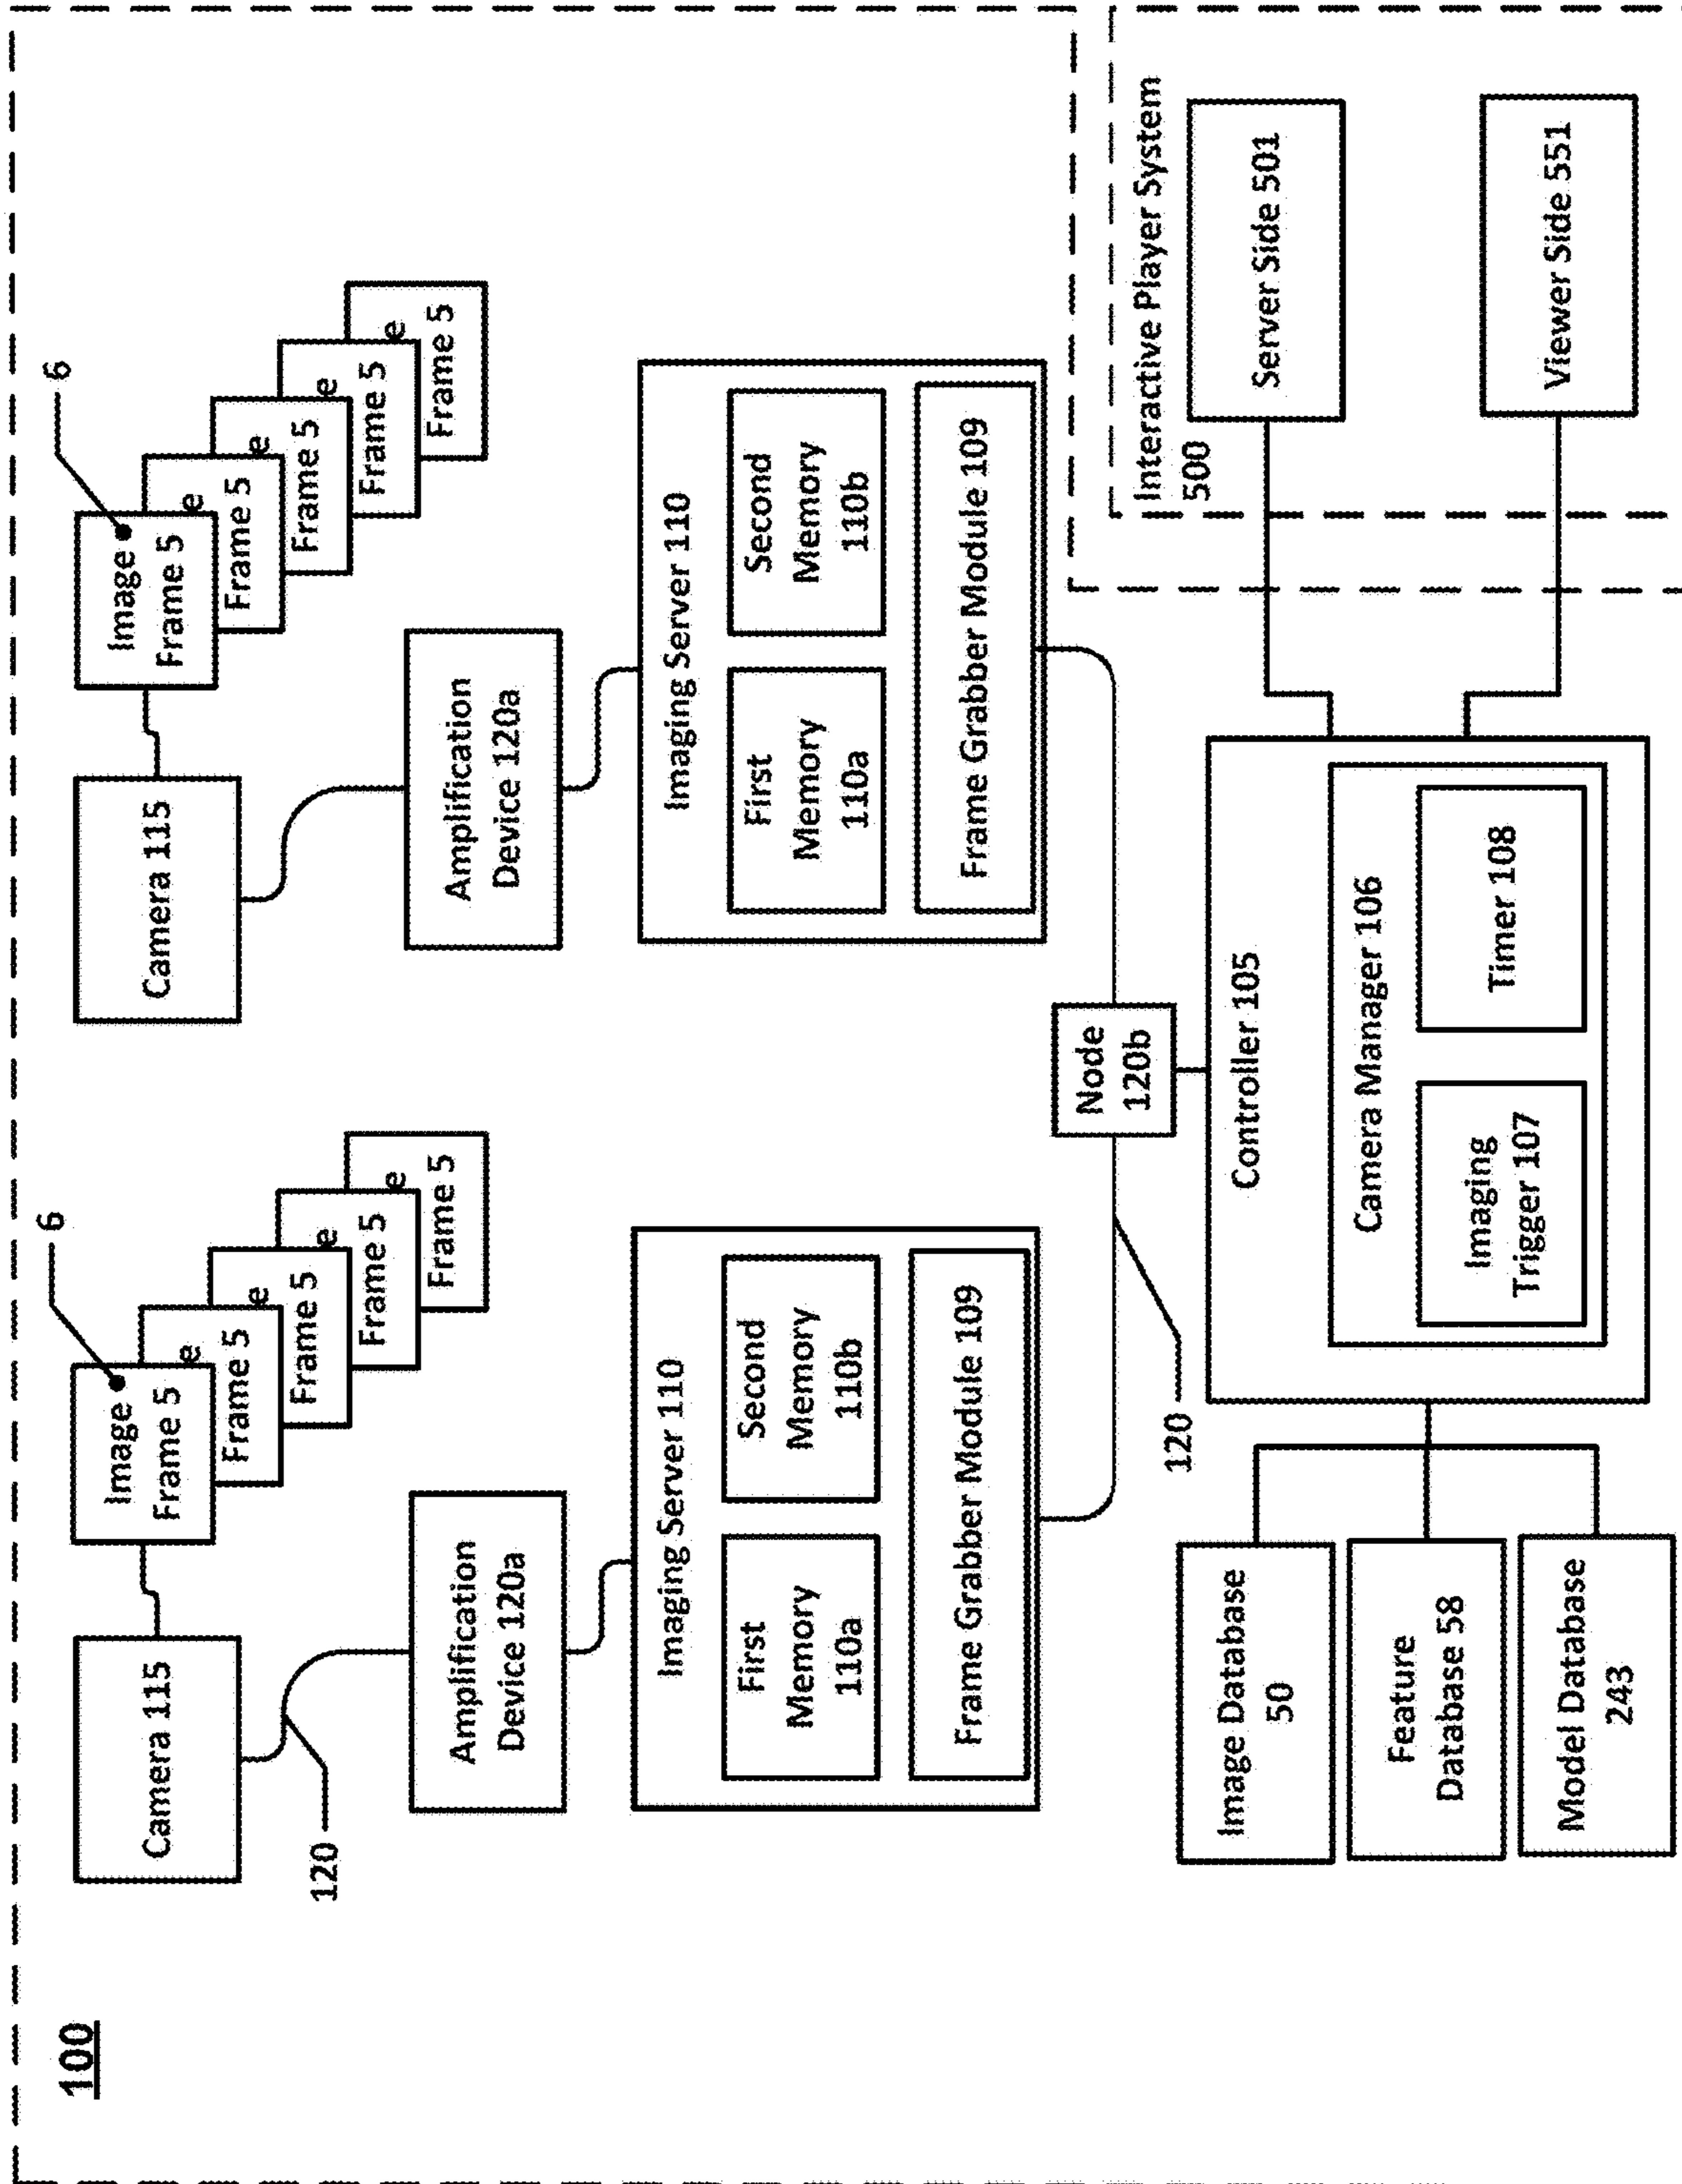 100
6
6
Camera 115
Image
Frame 5
e
Frame 5
e
Frame 5
e
Frame 5
e
Frame 5
Camera 115
Image
Frame 5
e
Frame 5
e
Frame 5
e
Frame 5
e
Frame 5
120
Amplification
Device 120a
Amplification
Device 120a
Imaging Server 110
First
Memory
110a
Second
Memory
110b
Frame Grabber Module 109
Imaging Server 110
First
Memory
110a
Second
Memory
110b
Frame Grabber Module 109
Node
120b
120
Image Database
50
Feature
Database 58
Model Database
243
Controller 105
Camera Manager 106
Imaging
Trigger 107
Timer 108
Interactive Player System
500
Server Side 501
Viewer Side 551